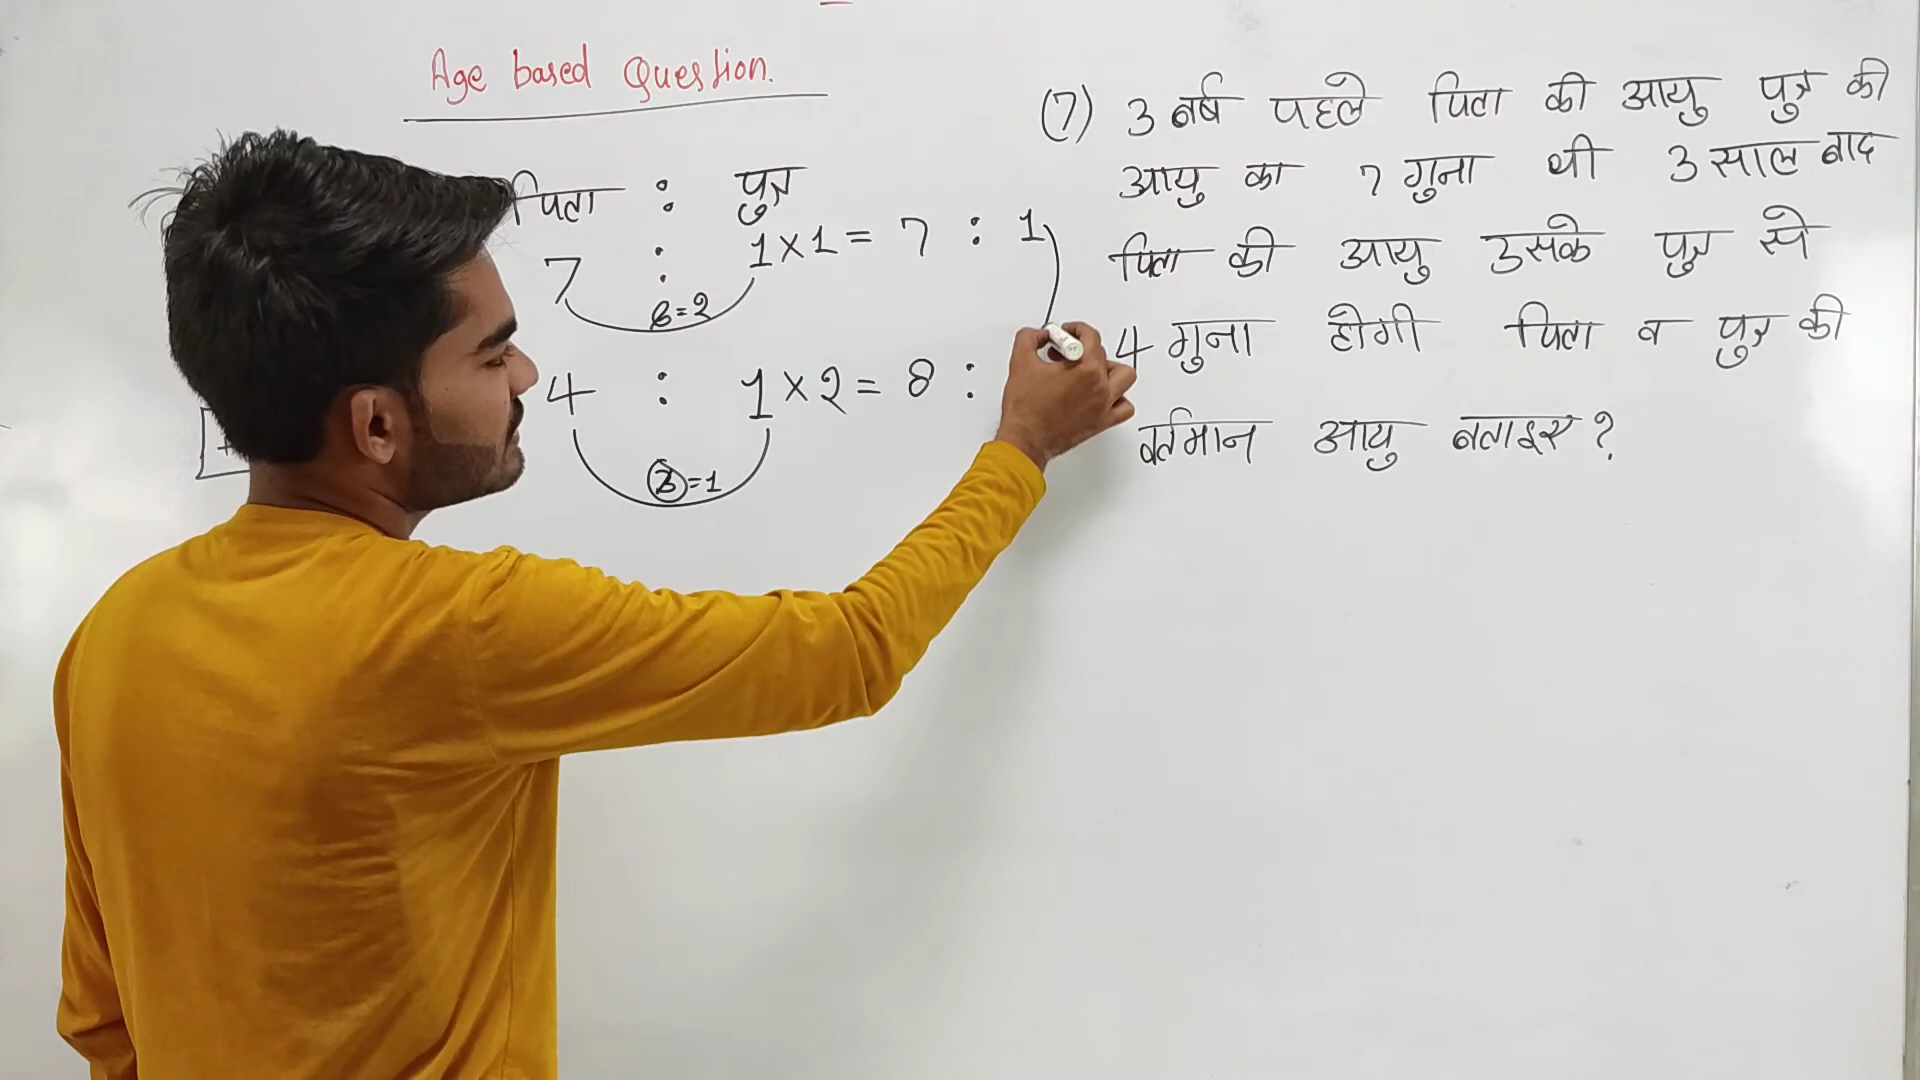 Age based Question.
पिता : पुत्र
7 : 1×1 = 7 : 1
6=2
4 : 1×2 = 8 :
3=1
(7) 3 वर्ष पहले पिता की आयु पुत्र की
आयु का 7 गुना थी 3 साल बाद
पिता की आयु उसके पुत्र से
4 गुना होगी पिता व पुत्र की
वर्तमान आयु बताइए ?